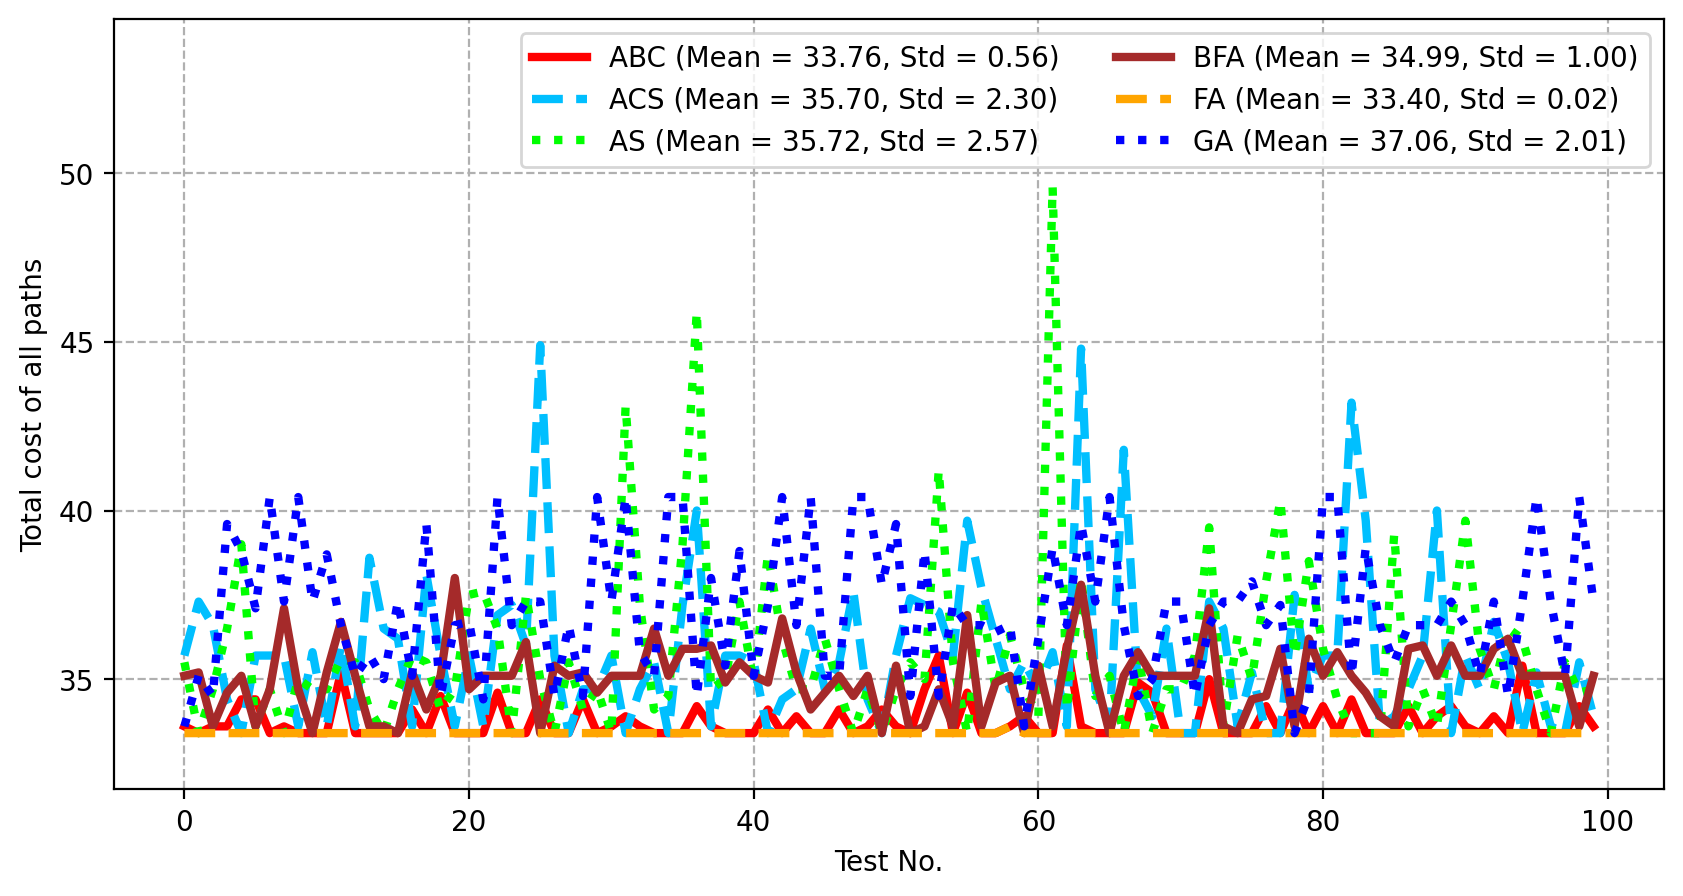 ABC (Mean = 33.76, Std = 0.56)
ACS (Mean = 35.70, Std = 2.30)
AS (Mean = 35.72, Std = 2.57)
BFA (Mean = 34.99, Std = 1.00)
FA (Mean = 33.40, Std = 0.02)
GA (Mean = 37.06, Std = 2.01)
Total cost of all paths
50
45
40
35
0 20 40 60 80 100
Test No.